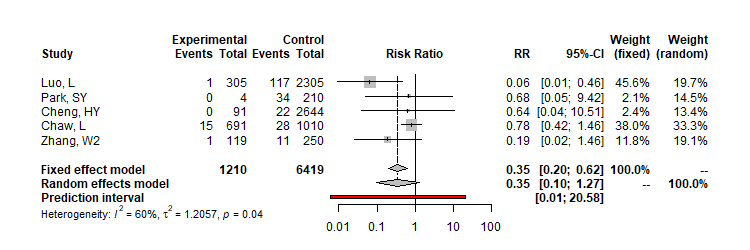 Experimental Control Weight Weight
Study Events Total Events Total Risk Ratio RR 95%-CI (fixed) (random)
Luo, L 1 305 117 2305 0.06 [0.01; 0.46] 45.6% 19.7%
Park, SY 0 4 34 210 0.68 [0.05; 9.42] 2.1% 14.5%
Cheng, HY 0 91 22 2644 0.64 [0.04; 10.51] 2.4% 13.4%
Chaw, L 15 691 28 1010 0.78 [0.42; 1.46] 38.0% 33.3%
Zhang, W2 1 119 11 250 0.19 [0.02; 1.46] 11.8% 19.1%
Fixed effect model 1210 6419 0.35 [0.20; 0.62] 100.0% --
Random effects model 0.35 [0.10; 1.27] -- 100.0%
Prediction interval [0.01; 20.58]
Heterogeneity: I² = 60%, τ² = 1.2057, p = 0.04
0.01 0.1 1 10 100